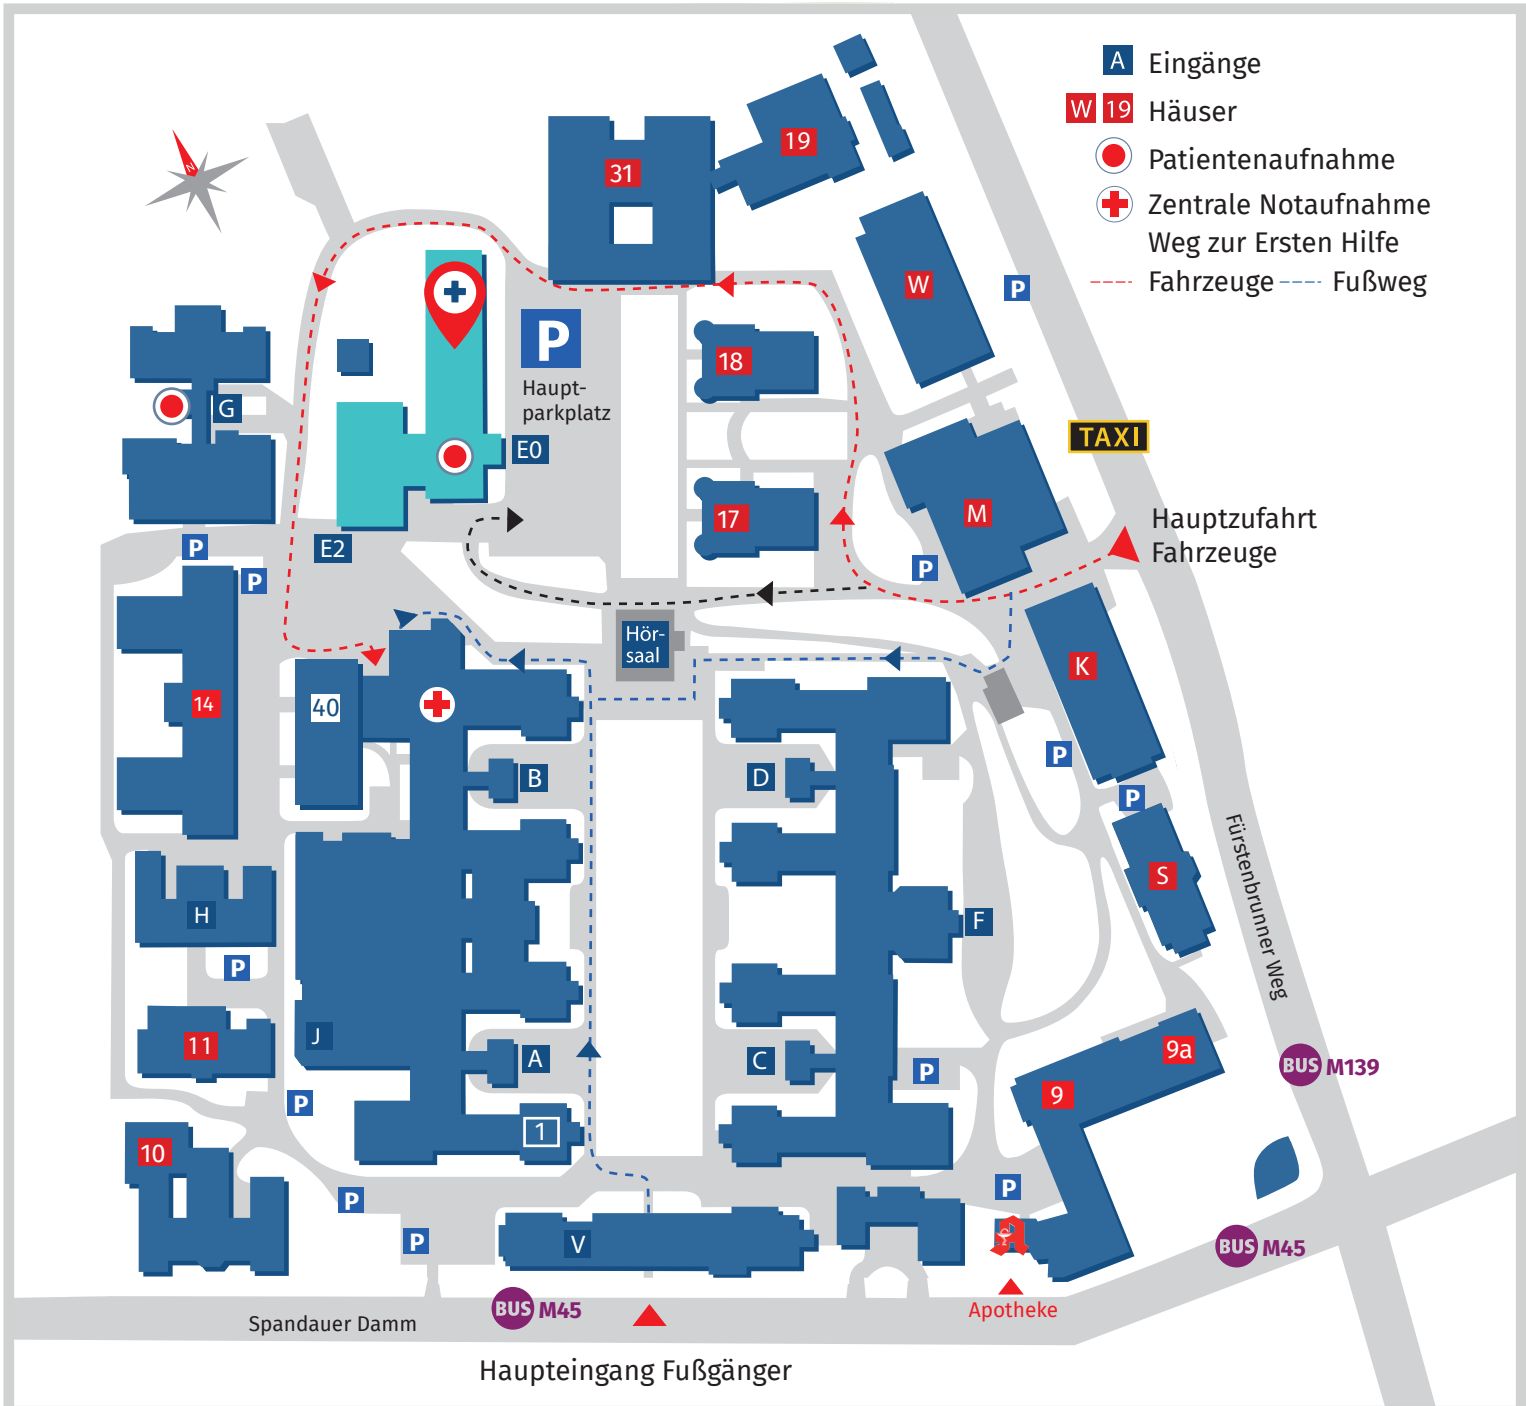 A Eingänge
W 19 Häuser
Patientenaufnahme
Zentrale Notaufnahme
Weg zur Ersten Hilfe
Fahrzeuge
Fußweg
N
31
19
W
P
18
P
Haupt-
parkplatz
G
E0
TAXI
17
M
Hauptzufahrt
Fahrzeuge
E2
P
P
P
Hör-
saal
K
14
40
P
B
D
P
S
Fürstenbrunner Weg
H
F
P
J
11
A
C
P
9a
9
BUS M139
P
10
1
P
P
P
V
A
BUS M45
BUS M45
Apotheke
Spandauer Damm
Haupteingang Fußgänger